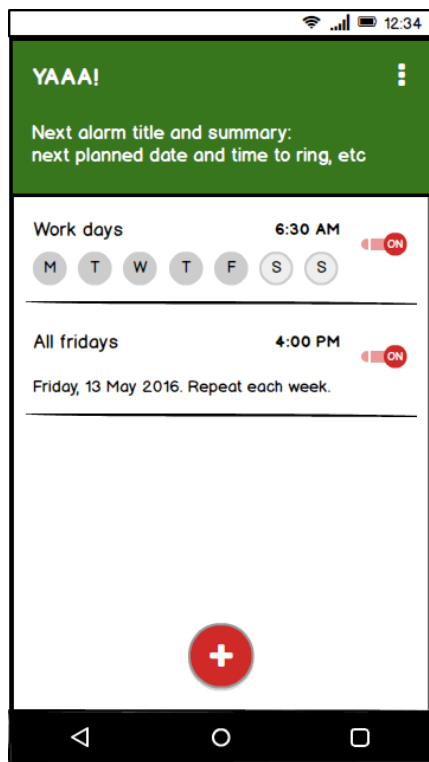 12:34
YAAA!
Next alarm title and summary:
next planned date and time to ring, etc
Work days 6:30 AM ON
M T W T F S S
All fridays 4:00 PM ON
Friday, 13 May 2016. Repeat each week.